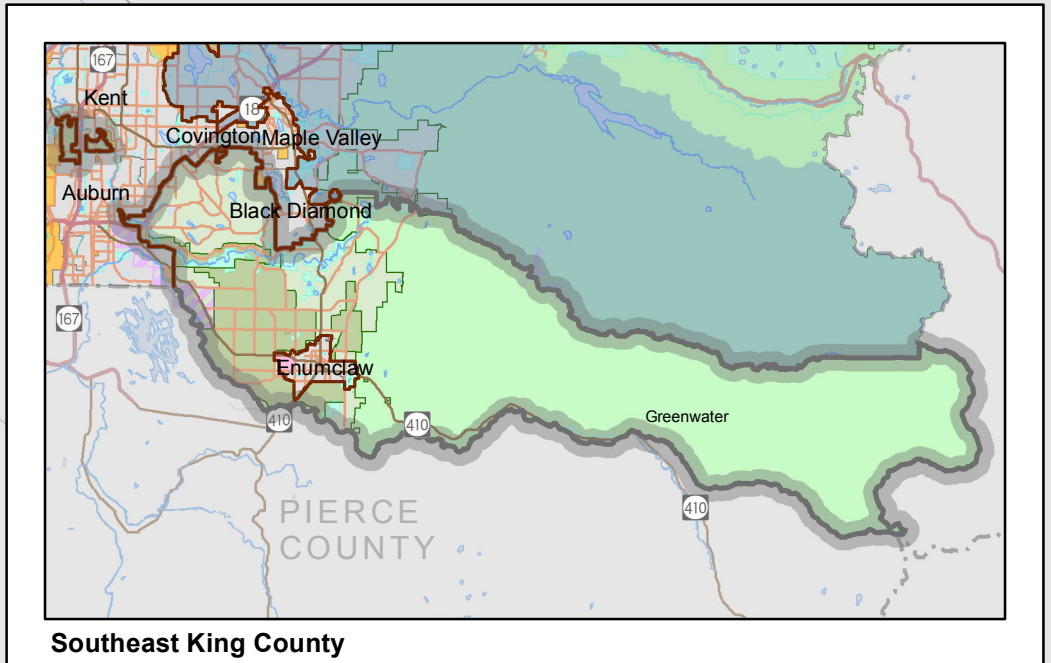 167
Kent
18
Covington
Maple Valley
Auburn
Black Diamond
167
Enumclaw
410
410
Greenwater
410
PIERCE
COUNTY
Southeast King County